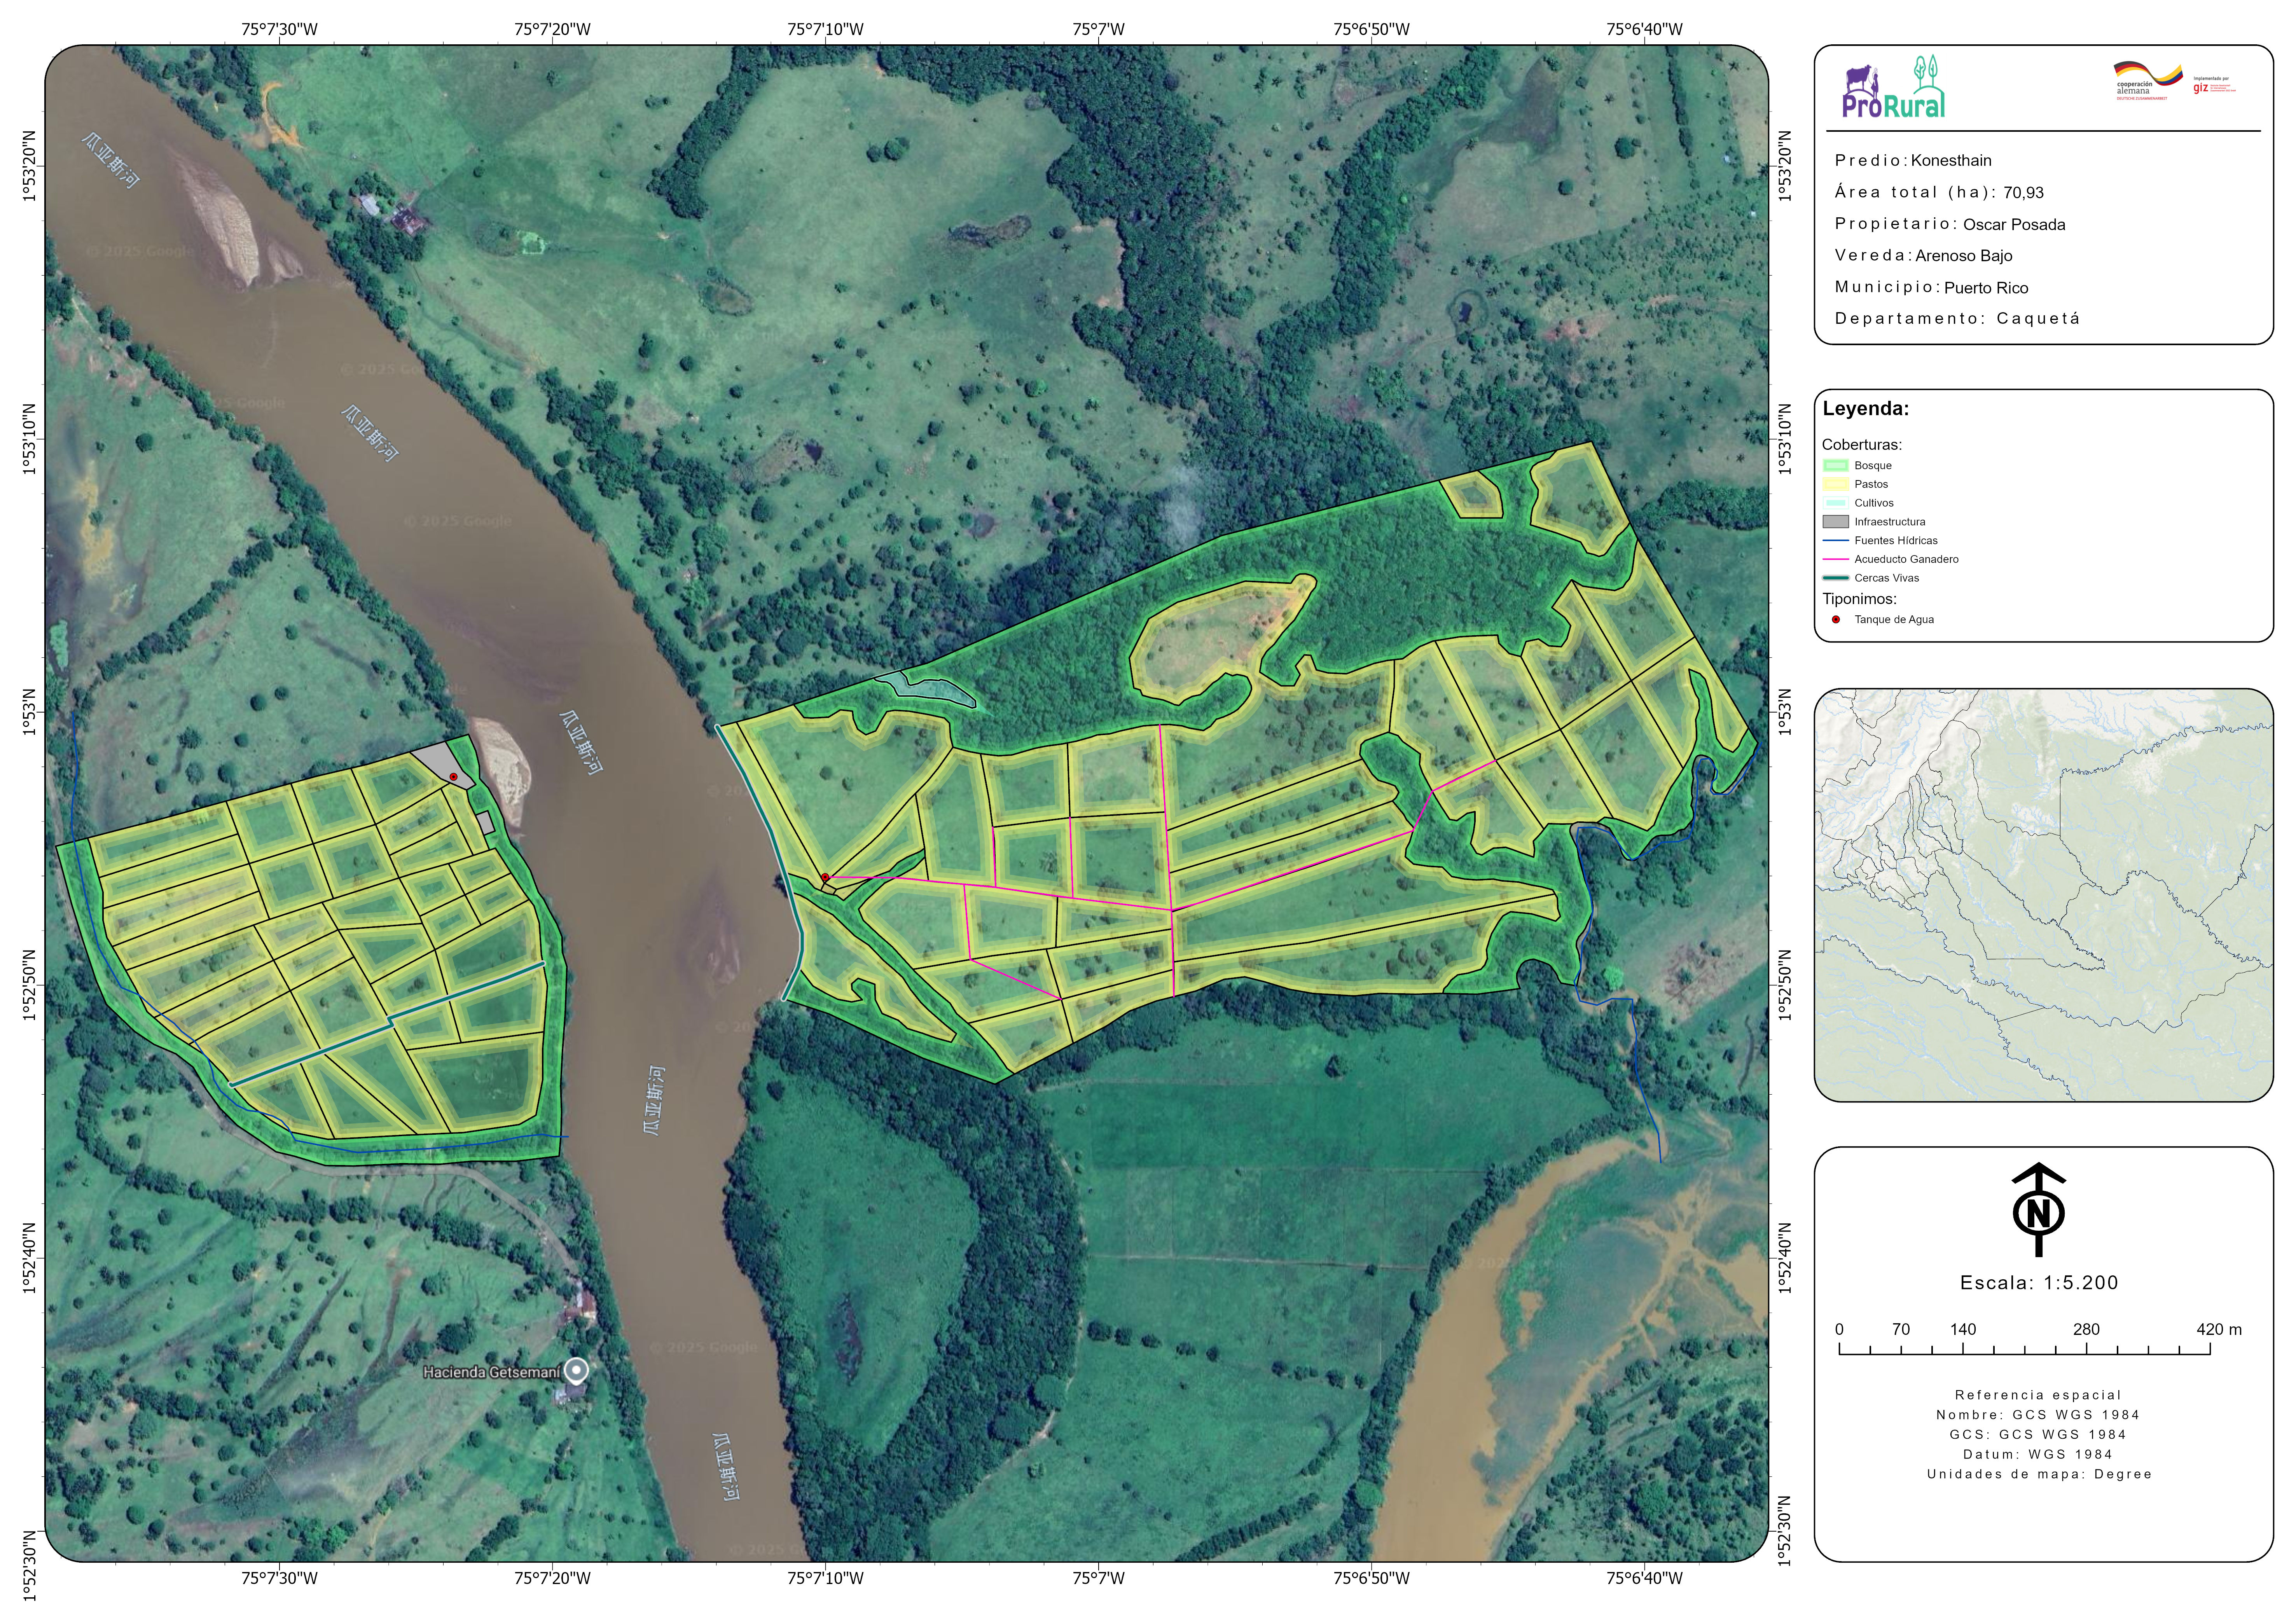 75°7'30"W 75°7'20"W 75°7'10"W 75°7'W 75°6'50"W 75°6'40"W
1°53'20"N
1°53'10"N
1°53'N
1°52'50"N
1°52'40"N
1°52'30"N
瓜亚斯河
© 2025 Google
© 2025 Goo
Google
瓜亚斯河
© 2025 Google
瓜亚斯河
瓜亚斯河
© 2025 Google
Hacienda Getsemaní
瓜亚斯河
1°53'20"N
1°53'10"N
1°53'N
1°52'50"N
1°52'40"N
1°52'30"N
75°7'30"W 75°7'20"W 75°7'10"W 75°7'W 75°6'50"W 75°6'40"W
ProRural
cooperación
alemana
DEUTSCHE ZUSAMMENARBEIT
Implementada por
giz
Predio: Konesthain
Área total (ha): 70,93
Propietario: Oscar Posada
Vereda: Arenoso Bajo
Municipio: Puerto Rico
Departamento: Caquetá
Leyenda:
Coberturas:
Bosque
Pastos
Cultivos
Infraestructura
Fuentes Hídricas
Acueducto Ganadero
Cercas Vivas
Tiponimos:
Tanque de Agua
N
Escala: 1:5.200
0 70 140 280 420 m
Referencia espacial
Nombre: GCS WGS 1984
GCS: GCS WGS 1984
Datum: WGS 1984
Unidades de mapa: Degree